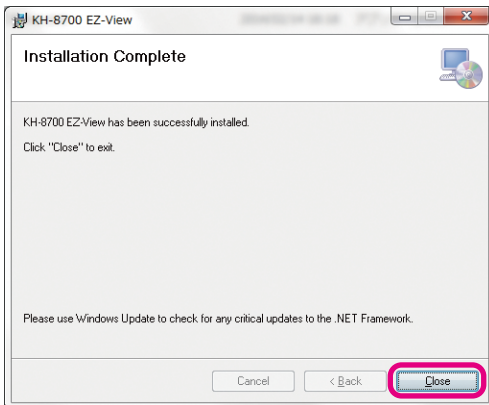 KH-8700 EZ-View
Installation Complete
KH-8700 EZ-View has been successfully installed.
Click "Close" to exit.
Please use Windows Update to check for any critical updates to the .NET Framework.
Cancel
< Back
Close